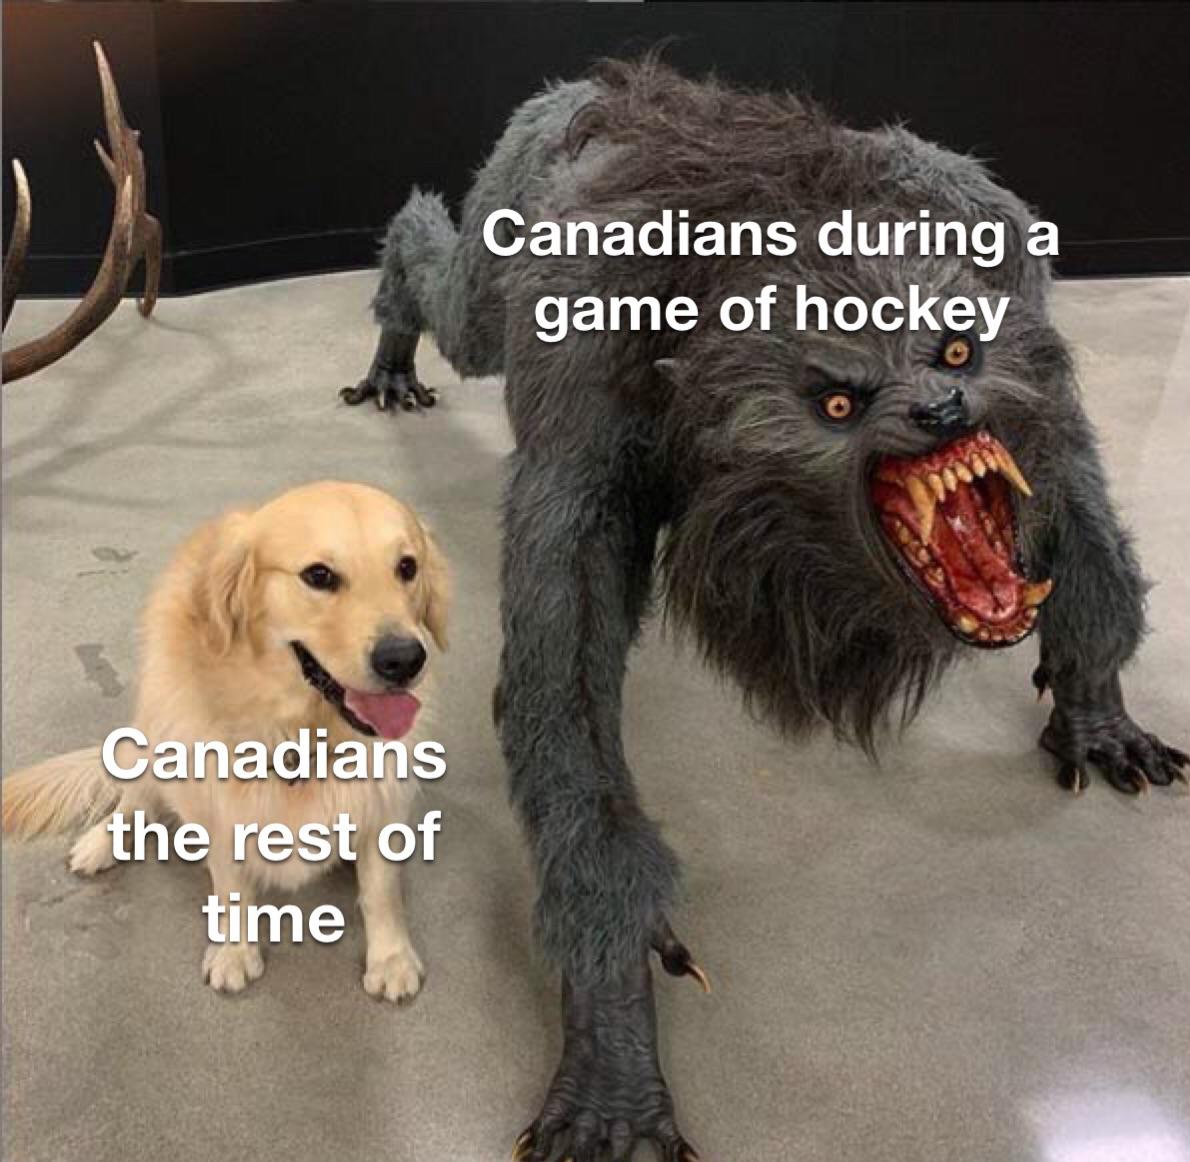 Canadians during a
game of hockey
Canadians
the rest of
time